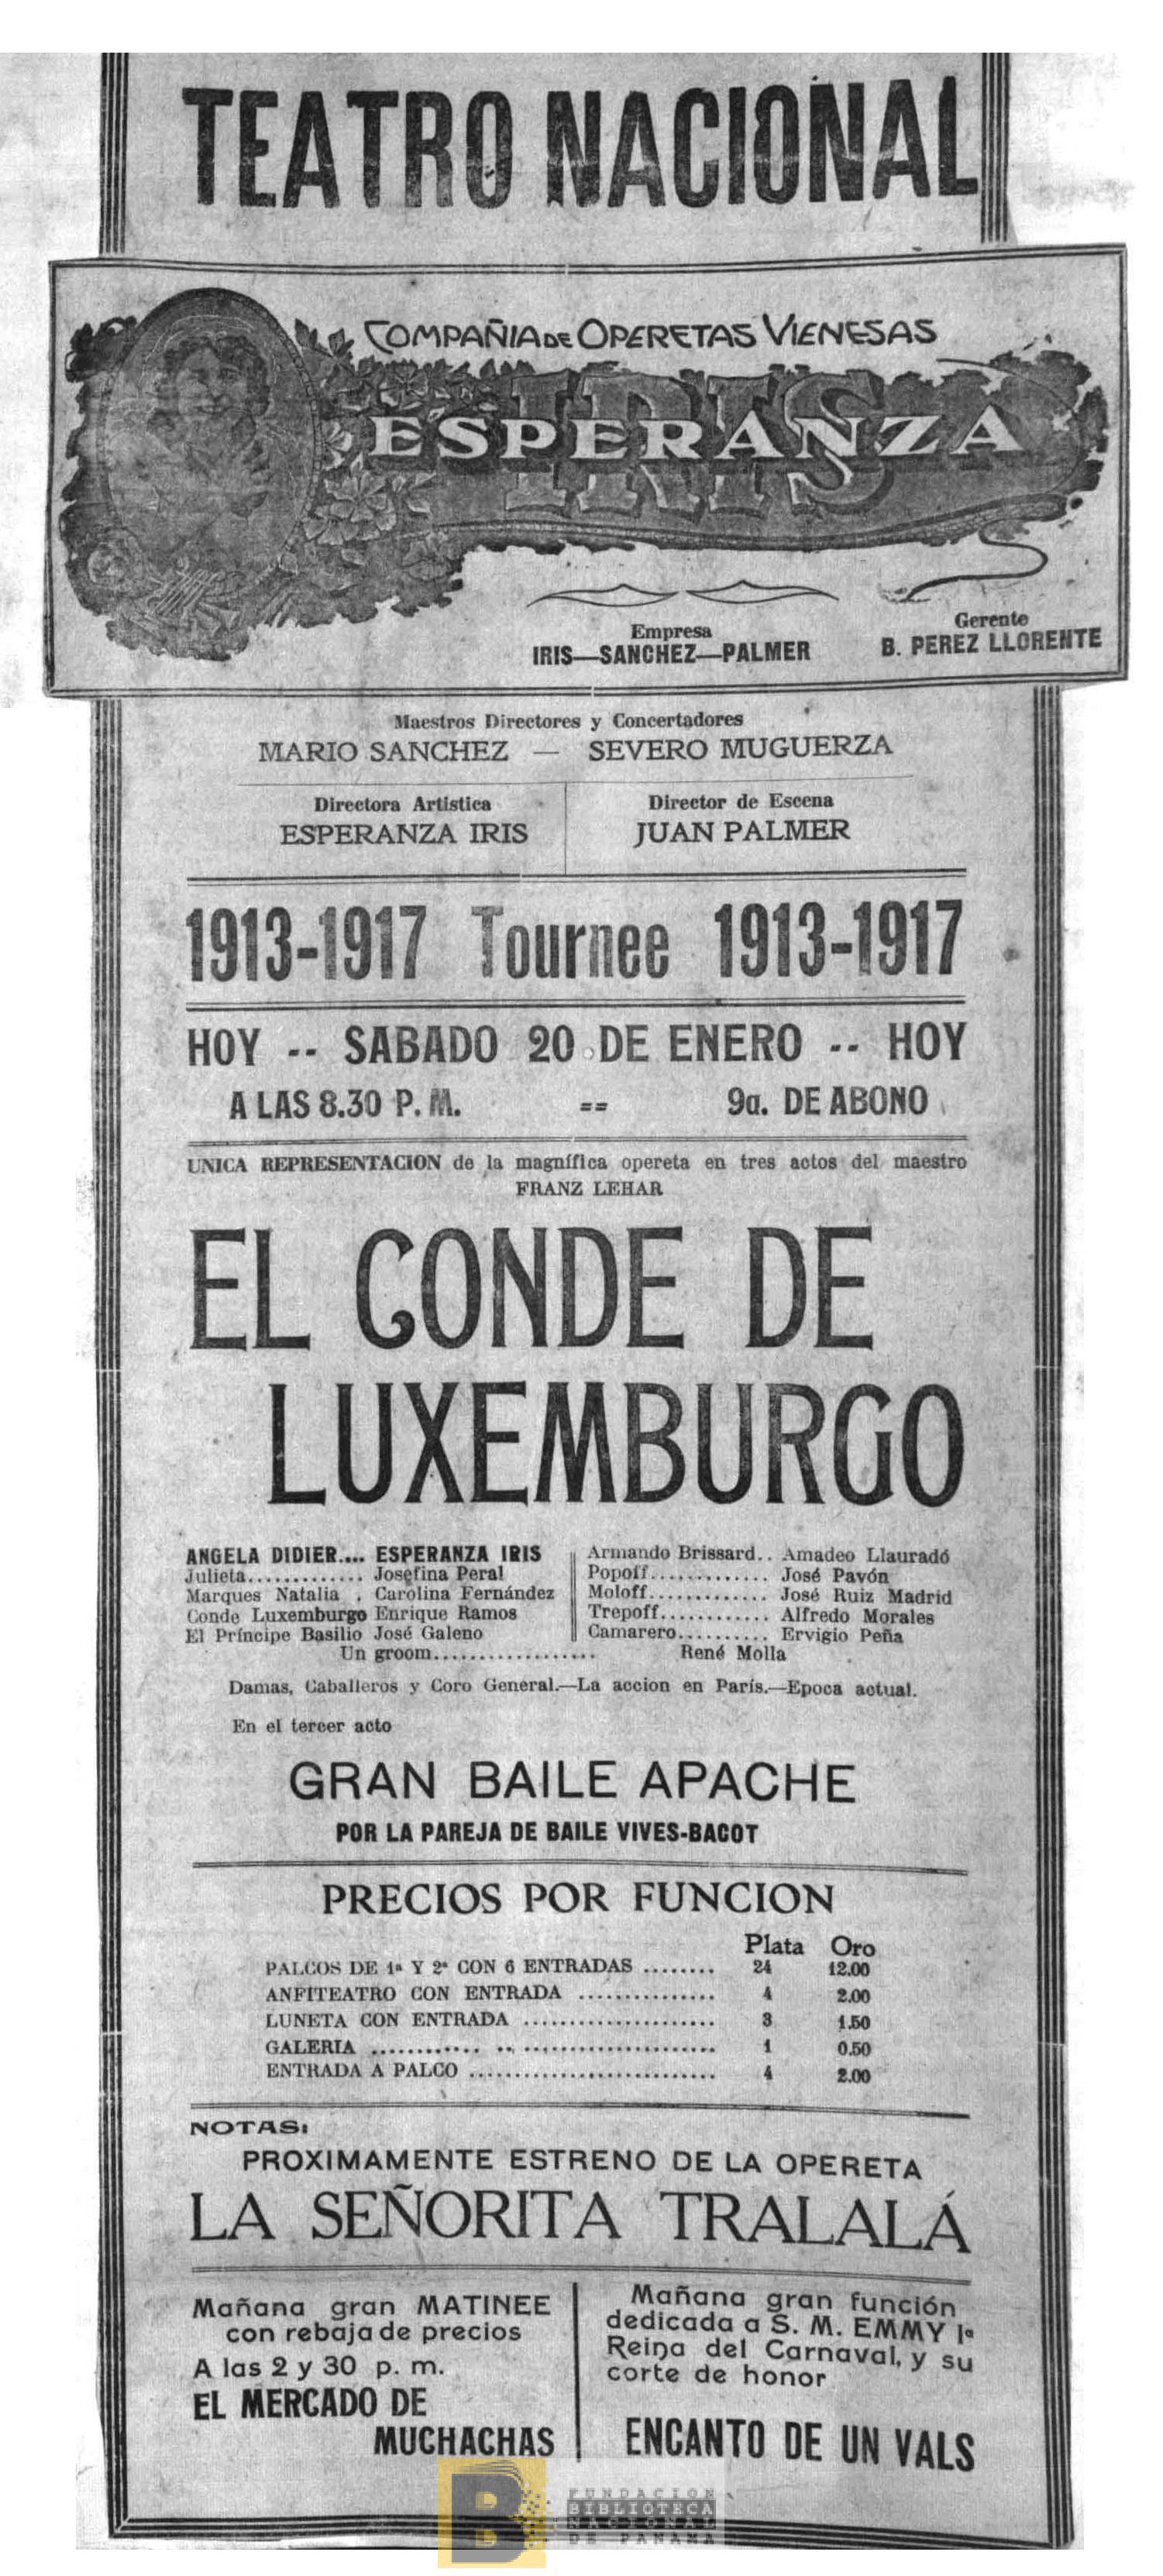 TEATRO NACIONAL
COMPAÑIA DE OPERETAS VIENESAS
ESPERANZA
IRIS
Empresa
IRIS—SANCHEZ—PALMER
Gerente
B. PEREZ LLORENTE
Maestros Directores y Concertadores
MARIO SANCHEZ — SEVERO MUGUERZA
Directora Artistica
ESPERANZA IRIS
Director de Escena
JUAN PALMER
1913-1917 Tournee 1913-1917
HOY -- SABADO 20 DE ENERO -- HOY
A LAS 8.30 P. M. == 9a. DE ABONO
UNICA REPRESENTACION de la magnífica opereta en tres actos del maestro
FRANZ LEHAR
EL CONDE DE
LUXEMBURGO
ANGELA DIDIER.... ESPERANZA IRIS
Julieta............. Josefina Peral
Marques Natalia . Carolina Fernández
Conde Luxemburgo Enrique Ramos
El Príncipe Basilio José Galeno
Armando Brissard.. Amadeo Llauradó
Popoff............. José Pavón
Moloff............. José Ruiz Madrid
Trepoff............ Alfredo Morales
Camarero.......... Ervigio Peña
Un groom.................. René Molla
Damas, Caballeros y Coro General.—La accion en París.—Epoca actual.
En el tercer acto
GRAN BAILE APACHE
POR LA PAREJA DE BAILE VIVES-BACOT
PRECIOS POR FUNCION
Plata Oro
PALCOS DE 1ª Y 2ª CON 6 ENTRADAS ........ 24 12.00
ANFITEATRO CON ENTRADA ............... 4 2.00
LUNETA CON ENTRADA ..................... 3 1.50
GALERIA ............ .. ..................... 1 0.50
ENTRADA A PALCO .......................... 4 2.00
NOTAS:
PROXIMAMENTE ESTRENO DE LA OPERETA
LA SEÑORITA TRALALÁ
Mañana gran MATINEE
con rebaja de precios
A las 2 y 30 p. m.
EL MERCADO DE
MUCHACHAS
Mañana gran función
dedicada a S. M. EMMY Iª
Reina del Carnaval, y su
corte de honor
ENCANTO DE UN VALS
B
FUNDACION
BIBLIOTECA
NACIONAL
DE PANAMA